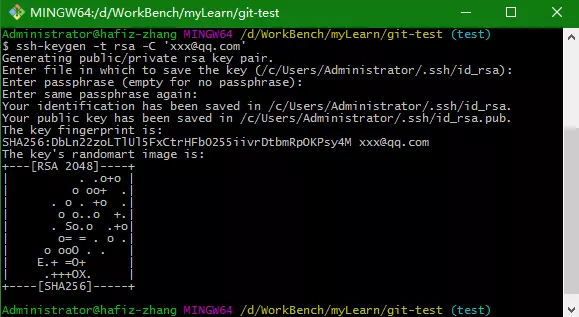 MINGW64:/d/WorkBench/myLearn/git-test
Administrator@hafiz-zhang MINGW64 /d/WorkBench/myLearn/git-test (test)
$ ssh-keygen -t rsa -C 'xxx@qq.com'
Generating public/private rsa key pair.
Enter file in which to save the key (/c/Users/Administrator/.ssh/id_rsa):
Enter passphrase (empty for no passphrase):
Enter same passphrase again:
Your identification has been saved in /c/Users/Administrator/.ssh/id_rsa.
Your public key has been saved in /c/Users/Administrator/.ssh/id_rsa.pub.
The key fingerprint is:
SHA256:DbLn22zoLTlUl5FxCtrHFbO255iivrDtbmRpOKPsy4M xxx@qq.com
The key's randomart image is:
+---[RSA 2048]----+
|          . .o+o |
|         o oo+  .|
|      . o . +o  .|
|       o o..o  +.|
|      . So.o  .+o|
|       o= = . o .|
|     o ooO . .   |
|    E.+ =O+      |
|     .+++OX.     |
+----[SHA256]-----+
Administrator@hafiz-zhang MINGW64 /d/WorkBench/myLearn/git-test (test)